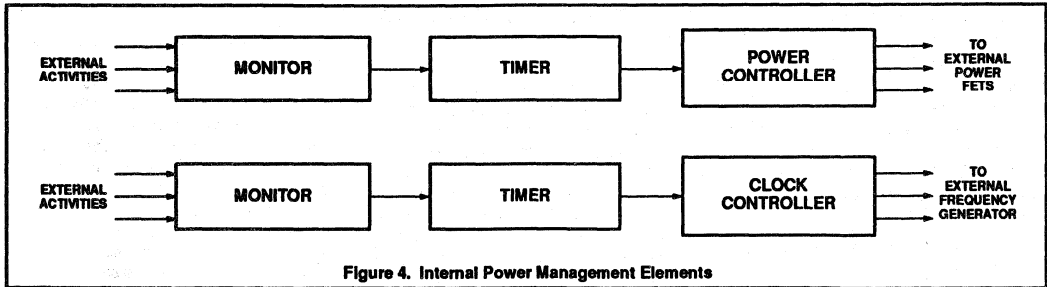 EXTERNAL
ACTIVITIES
MONITOR
TIMER
POWER
CONTROLLER
TO
EXTERNAL
POWER
FETS
EXTERNAL
ACTIVITIES
MONITOR
TIMER
CLOCK
CONTROLLER
TO
EXTERNAL
FREQUENCY
GENERATOR
Figure 4. Internal Power Management Elements